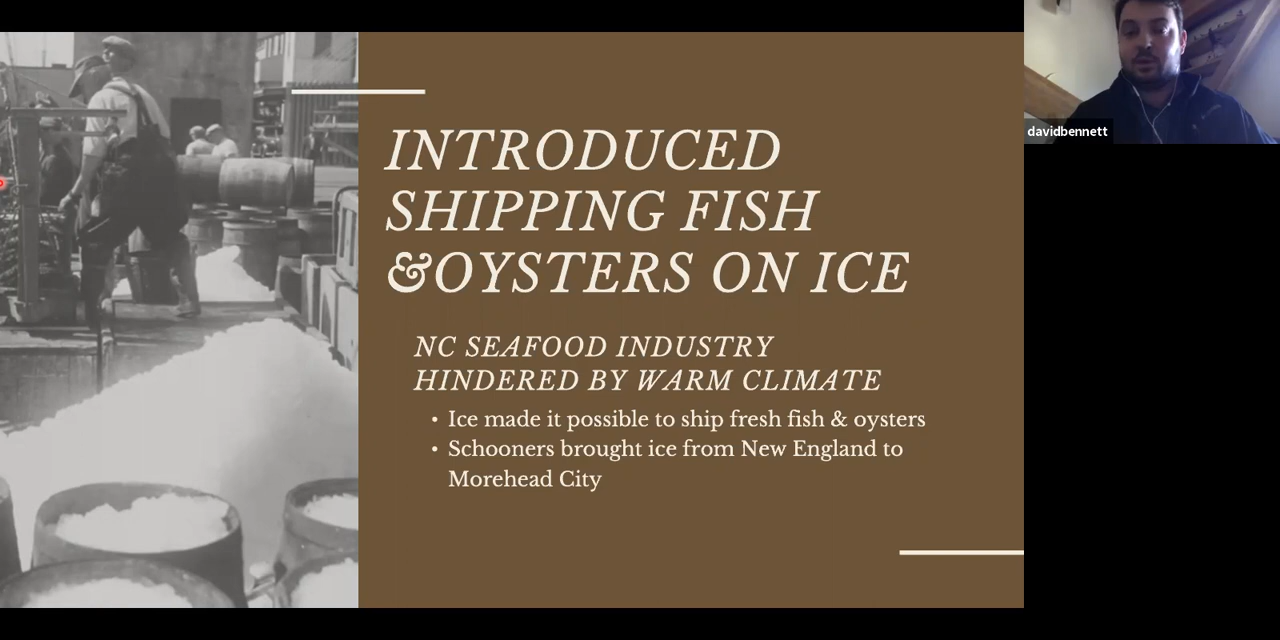 INTRODUCED
SHIPPING FISH
&OYSTERS ON ICE
NC SEAFOOD INDUSTRY
HINDERED BY WARM CLIMATE
• Ice made it possible to ship fresh fish & oysters
• Schooners brought ice from New England to
Morehead City
davidbennett